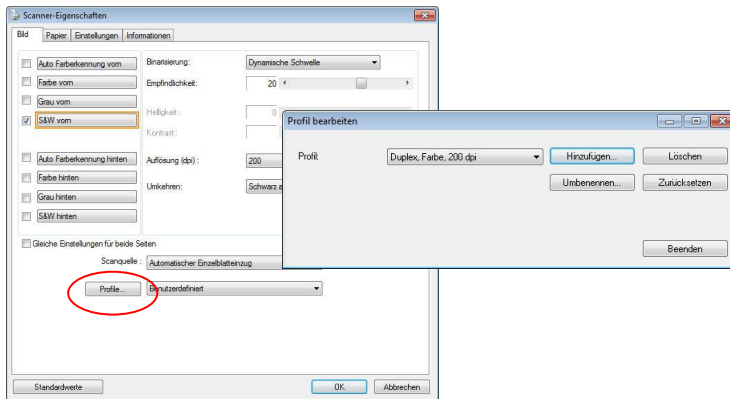 Scanner-Eigenschaften
Bild Papier Einstellungen Informationen
Auto Farberkennung vorn Binarisierung: Dynamische Schwelle
Farbe vorn Empfindlichkeit: 20
Grau vorn
S&W vorn Helligkeit : 0
Kontrast :
Auto Farberkennung hinten Auflösung (dpi) : 200
Farbe hinten
Umkehren: Schwarz a
Grau hinten
S&W hinten
Gleiche Einstellungen für beide Seiten
Scanquelle : Automatischer Einzelblatteinzug
Profile... Benutzerdefiniert
Standardwerte OK Abbrechen
Profil bearbeiten
Profil: Duplex, Farbe, 200 dpi Hinzufügen... Löschen
Umbenennen... Zurücksetzen
Beenden